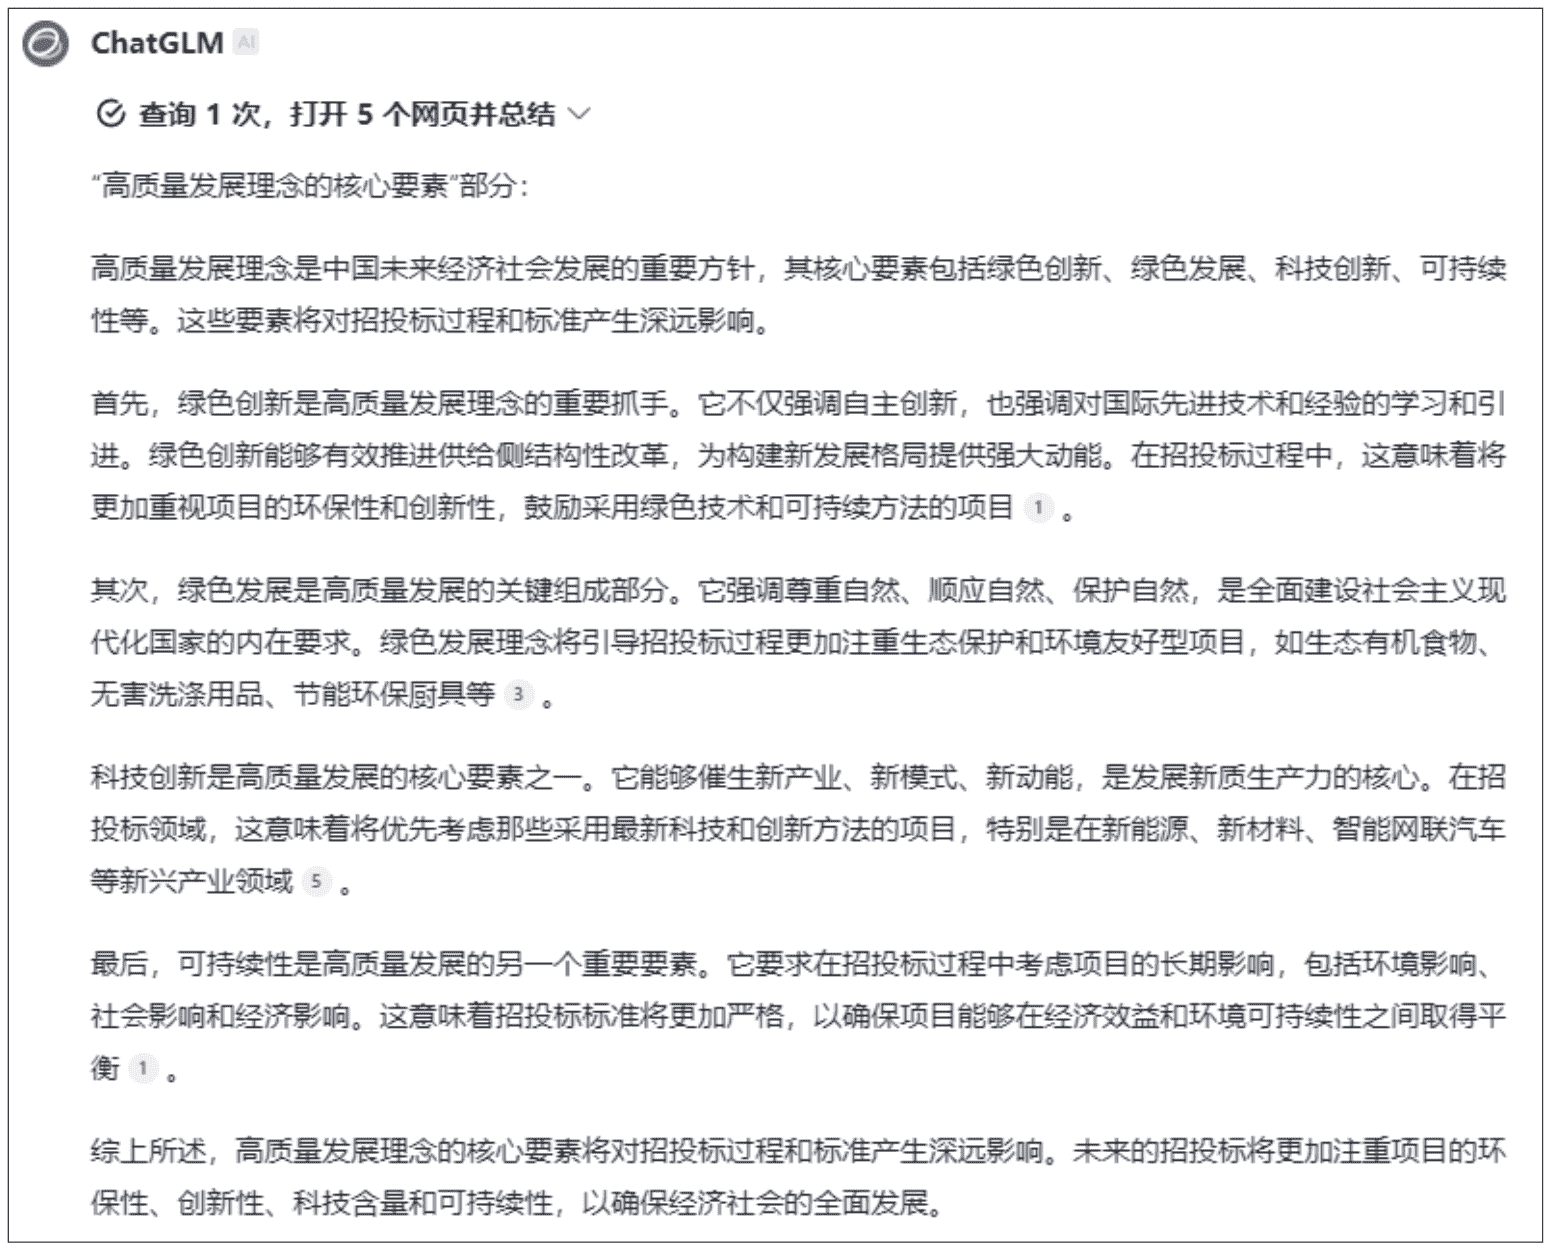 ChatGLM AI
查询 1 次，打开 5 个网页并总结
“高质量发展理念的核心要素”部分：
高质量发展理念是中国未来经济社会发展的重要方针，其核心要素包括绿色创新、绿色发展、科技创新、可持续
性等。这些要素将对招投标过程和标准产生深远影响。
首先，绿色创新是高质量发展理念的重要抓手。它不仅强调自主创新，也强调对国际先进技术和经验的学习和引
进。绿色创新能够有效推进供给侧结构性改革，为构建新发展格局提供强大动能。在招投标过程中，这意味着将
更加重视项目的环保性和创新性，鼓励采用绿色技术和可持续方法的项目 1 。
其次，绿色发展是高质量发展的关键组成部分。它强调尊重自然、顺应自然、保护自然，是全面建设社会主义现
代化国家的内在要求。绿色发展理念将引导招投标过程更加注重生态保护和环境友好型项目，如生态有机食物、
无害洗涤用品、节能环保厨具等 3 。
科技创新是高质量发展的核心要素之一。它能够催生新产业、新模式、新动能，是发展新质生产力的核心。在招
投标领域，这意味着将优先考虑那些采用最新科技和创新方法的项目，特别是在新能源、新材料、智能网联汽车
等新兴产业领域 5 。
最后，可持续性是高质量发展的另一个重要要素。它要求在招投标过程中考虑项目的长期影响，包括环境影响、
社会影响和经济影响。这意味着招投标标准将更加严格，以确保项目能够在经济效益和环境可持续性之间取得平
衡 1 。
综上所述，高质量发展理念的核心要素将对招投标过程和标准产生深远影响。未来的招投标将更加注重项目的环
保性、创新性、科技含量和可持续性，以确保经济社会的全面发展。